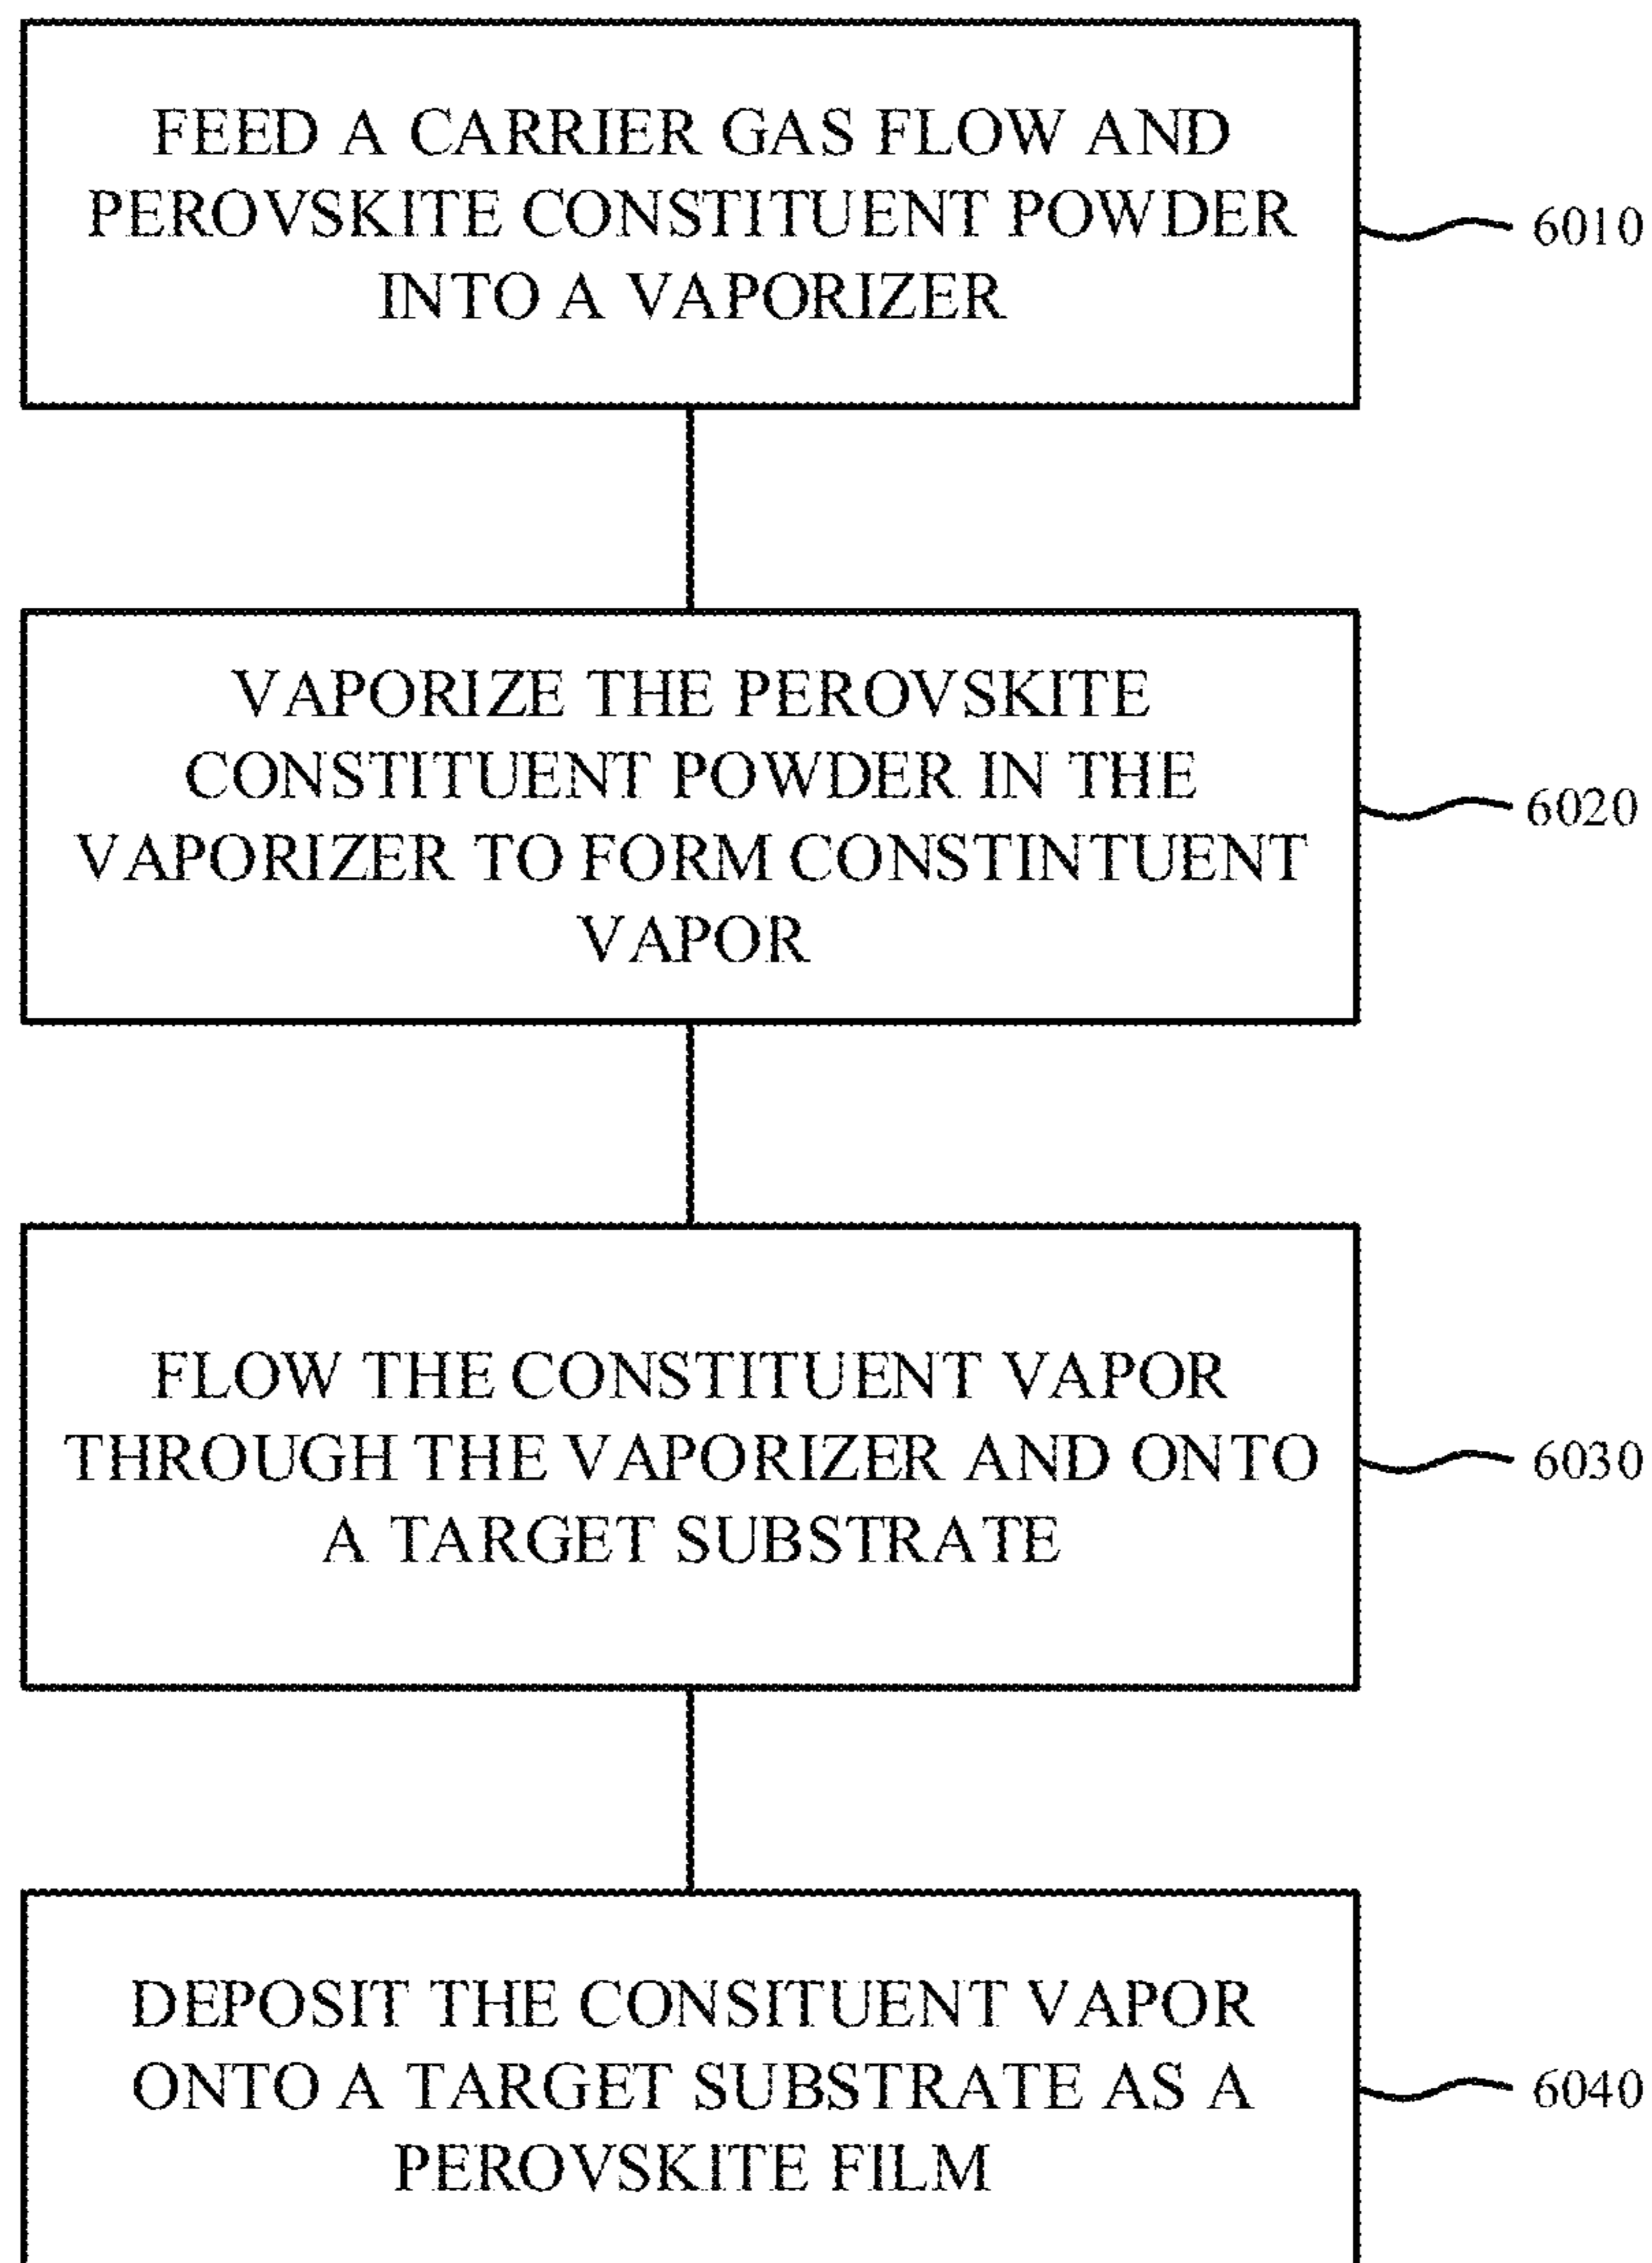 FEED A CARRIER GAS FLOW AND
PEROVSKITE CONSTITUENT POWDER
INTO A VAPORIZER
6010
VAPORIZE THE PEROVSKITE
CONSTITUENT POWDER IN THE
VAPORIZER TO FORM CONSTINTUENT
VAPOR
6020
FLOW THE CONSTITUENT VAPOR
THROUGH THE VAPORIZER AND ONTO
A TARGET SUBSTRATE
6030
DEPOSIT THE CONSITUENT VAPOR
ONTO A TARGET SUBSTRATE AS A
PEROVSKITE FILM
6040